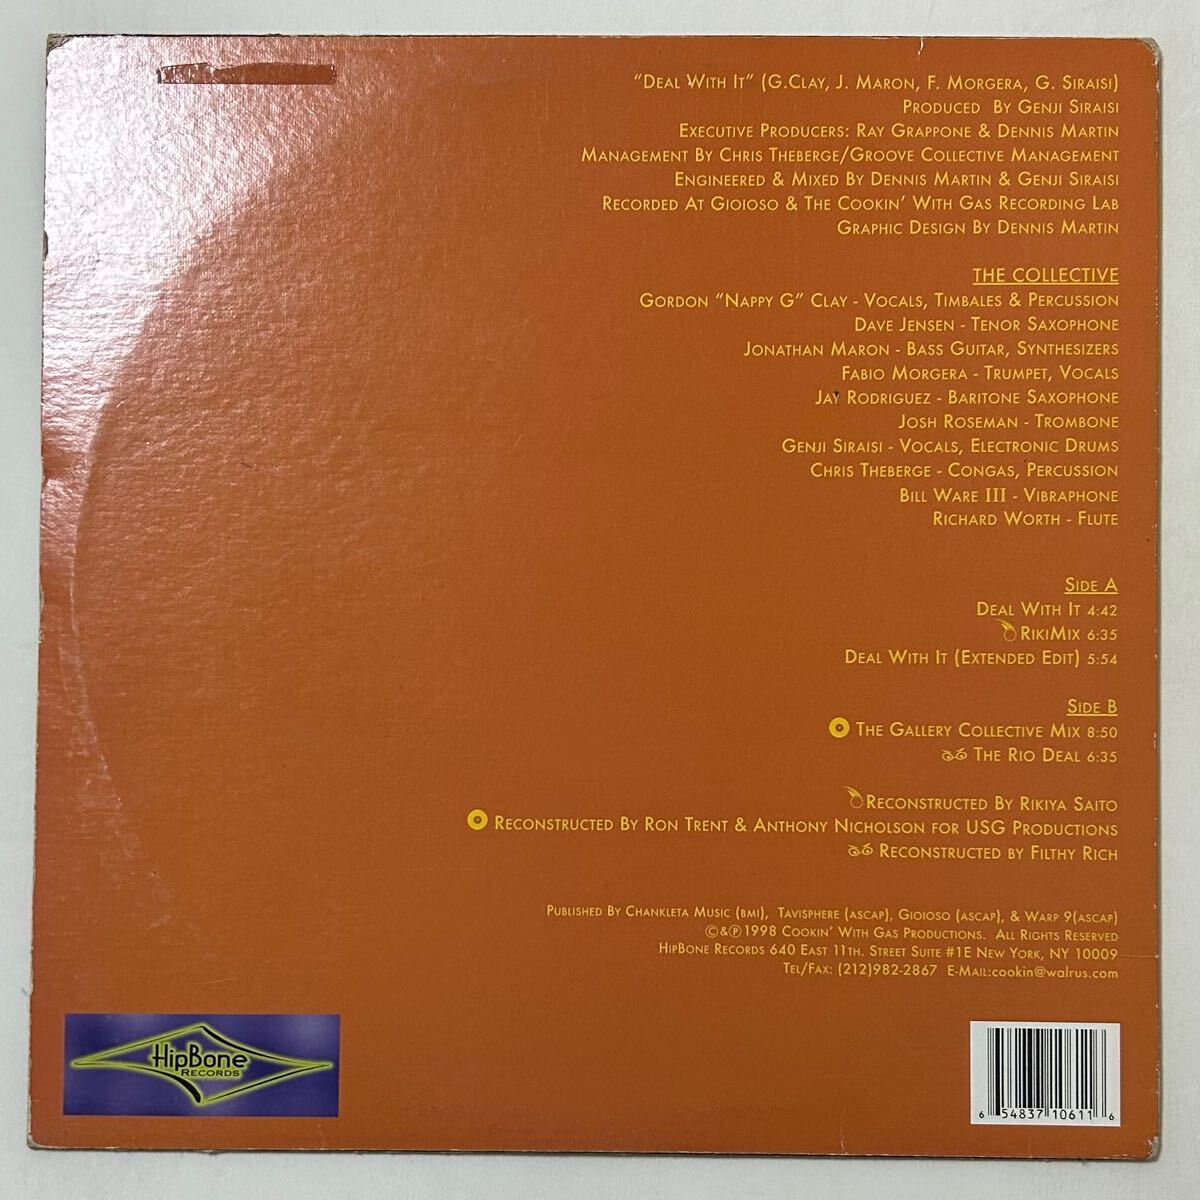 “Deal With It” (G.Clay, J. Maron, F. Morgera, G. Siraisi)
Produced By Genji Siraisi
Executive Producers: Ray Grappone & Dennis Martin
Management By Chris Theberge/Groove Collective Management
Engineered & Mixed By Dennis Martin & Genji Siraisi
Recorded At Gioioso & The Cookin’ With Gas Recording Lab
Graphic Design By Dennis Martin
THE COLLECTIVE
Gordon “Nappy G” Clay - Vocals, Timbales & Percussion
Dave Jensen - Tenor Saxophone
Jonathan Maron - Bass Guitar, Synthesizers
Fabio Morgera - Trumpet, Vocals
Jay Rodriguez - Baritone Saxophone
Josh Roseman - Trombone
Genji Siraisi - Vocals, Electronic Drums
Chris Theberge - Congas, Percussion
Bill Ware III - Vibraphone
Richard Worth - Flute
Side A
Deal With It 4:42
RikiMix 6:35
Deal With It (Extended Edit) 5:54
Side B
The Gallery Collective Mix 8:50
The Rio Deal 6:35
Reconstructed By Rikiya Saito
Reconstructed By Ron Trent & Anthony Nicholson for USG Productions
Reconstructed by Filthy Rich
Published By Chankleta Music (BMI), Tavisphere (ASCAP), Gioioso (ASCAP), & Warp 9(ASCAP)
©&℗1998 Cookin’ With Gas Productions. All Rights Reserved
HipBone Records 640 East 11th. Street Suite #1E New York, NY 10009
Tel/Fax: (212)982-2867 E-Mail:cookin@walrus.com
HipBone
RECORDS
6 54837 10611 6